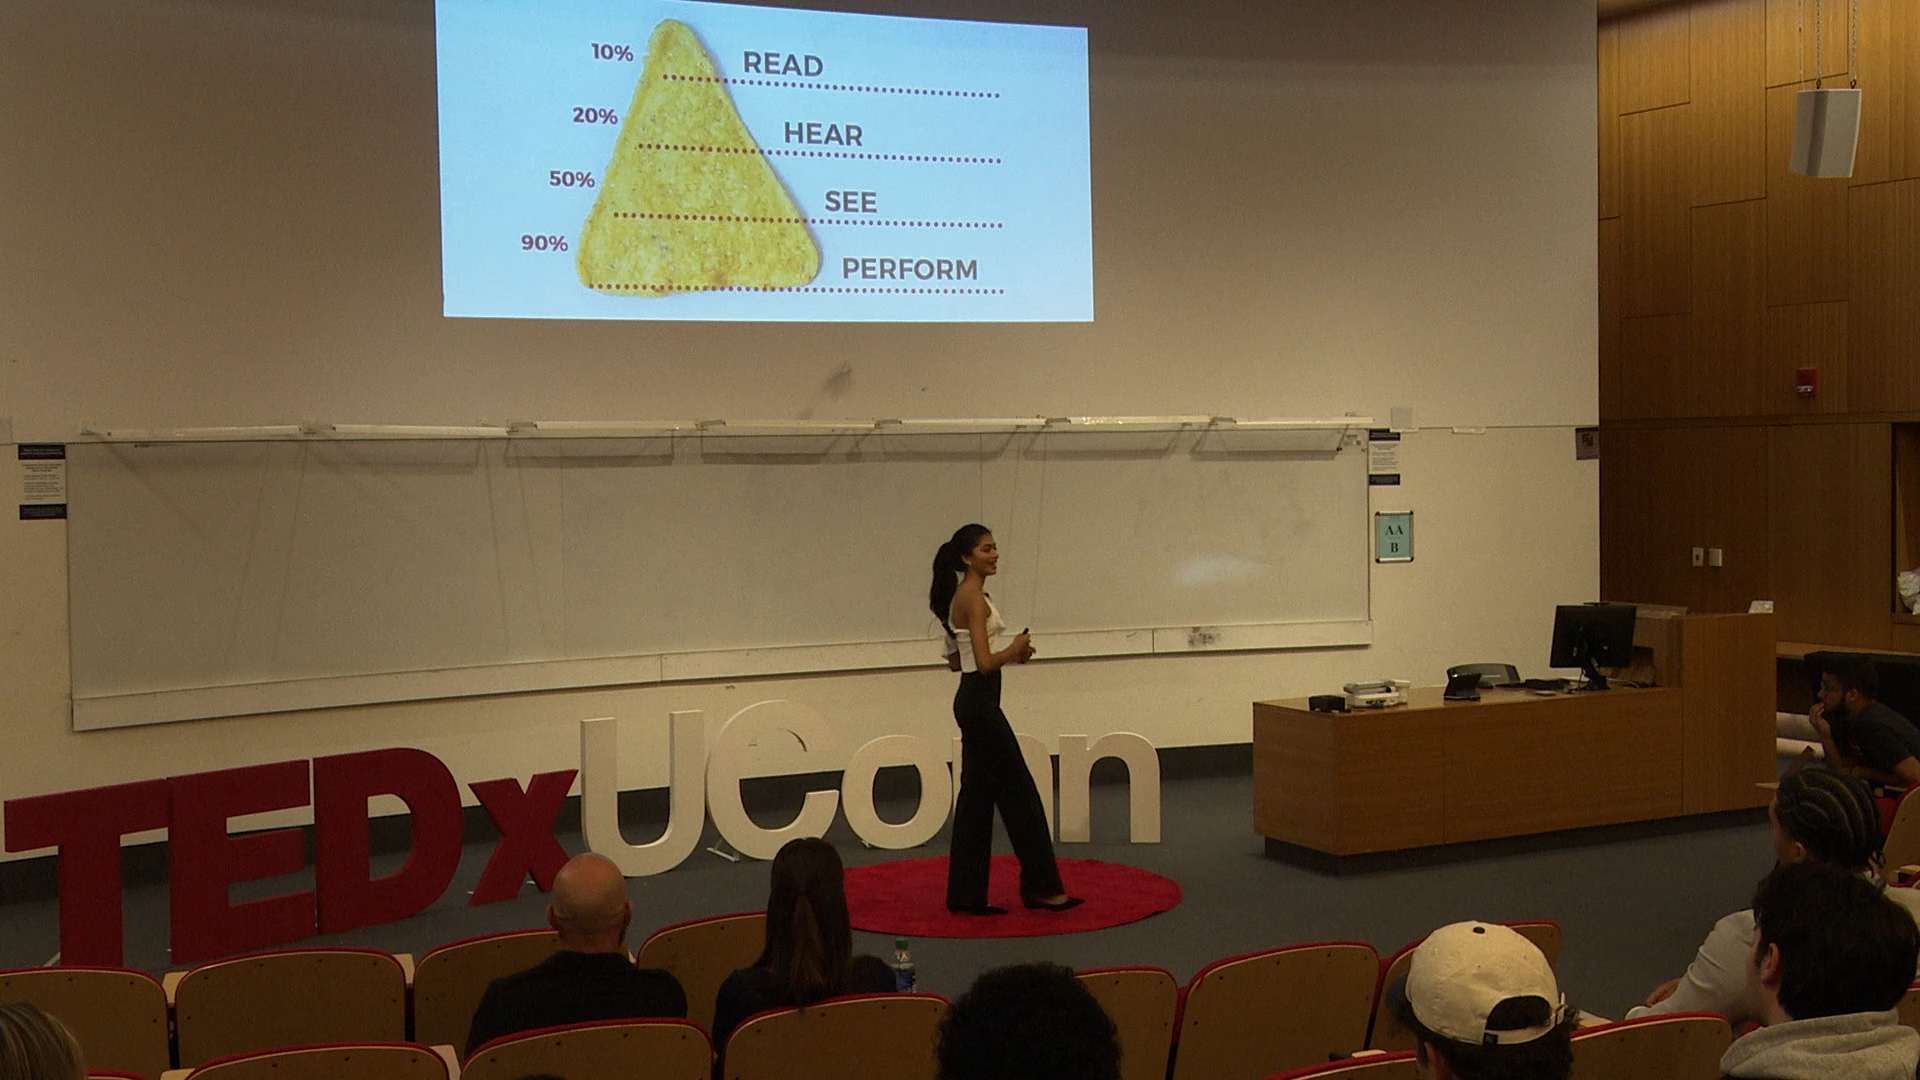 10% READ
20% HEAR
50% SEE
90% PERFORM
AA
B
TEDxUConn